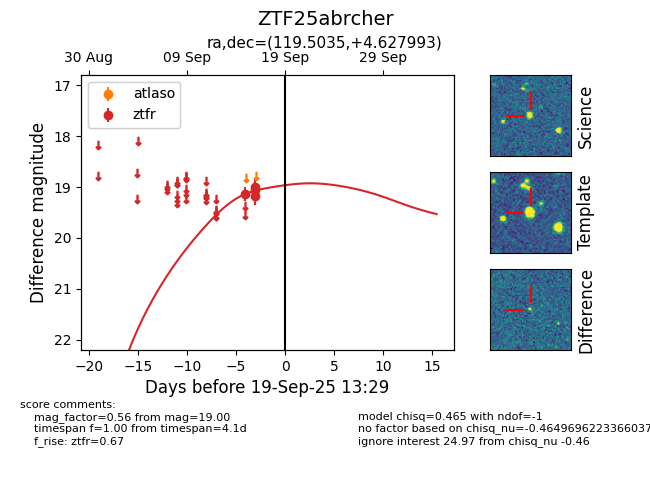 ZTF25abrcher
ra,dec=(119.5035,+4.627993)
30 Aug 09 Sep 19 Sep 29 Sep
atlaso
ztfr
17
18
19
20
21
22
Difference magnitude
−20 −15 −10 −5 0 5 10 15
Days before 19-Sep-25 13:29
Science
Template
Difference
score comments:
mag_factor=0.56 from mag=19.00
timespan f=1.00 from timespan=4.1d
f_rise: ztfr=0.67
model chisq=0.465 with ndof=-1
no factor based on chisq_nu=-0.4649696223366037
ignore interest 24.97 from chisq_nu -0.46